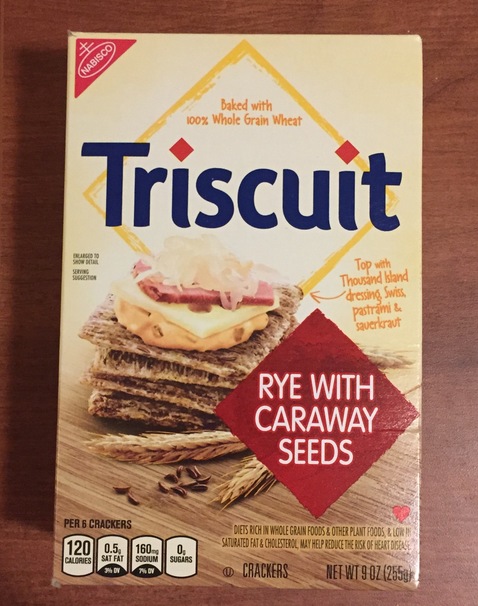 NABISCO
Baked with
100% Whole Grain Wheat
Triscuit
ENLARGED TO
SHOW DETAIL
SERVING
SUGGESTION
Top with
Thousand Island
dressing, Swiss,
pastrami &
sauerkraut
RYE WITH
CARAWAY
SEEDS
PER 6 CRACKERS
120
CALORIES
0.5g
SAT FAT
3% DV
160mg
SODIUM
7% DV
0g
SUGARS
DIETS RICH IN WHOLE GRAIN FOODS & OTHER PLANT FOODS, & LOW IN
SATURATED FAT & CHOLESTEROL, MAY HELP REDUCE THE RISK OF HEART DISEASE.
U CRACKERS NET WT 9 OZ (255g)